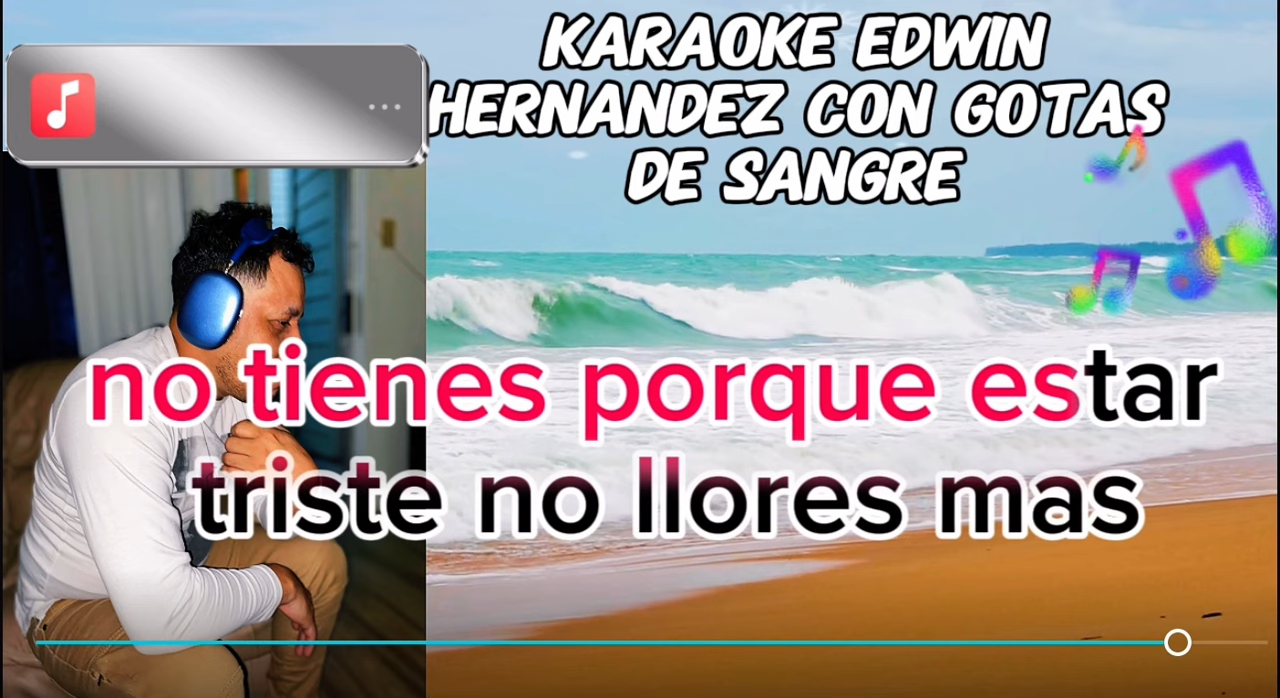 KARAOKE EDWIN
HERNANDEZ CON GOTAS
DE SANGRE
no tienes porque estar
triste no llores mas